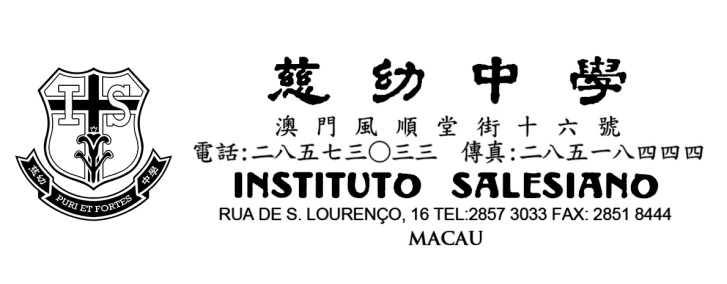 IS
慈幼 PURI ET FORTES 中學
慈幼中學
澳門風順堂街十六號
電話:二八五七三〇三三 傳真:二八五一八四四四
INSTITUTO SALESIANO
RUA DE S. LOURENÇO, 16 TEL:2857 3033 FAX: 2851 8444
MACAU